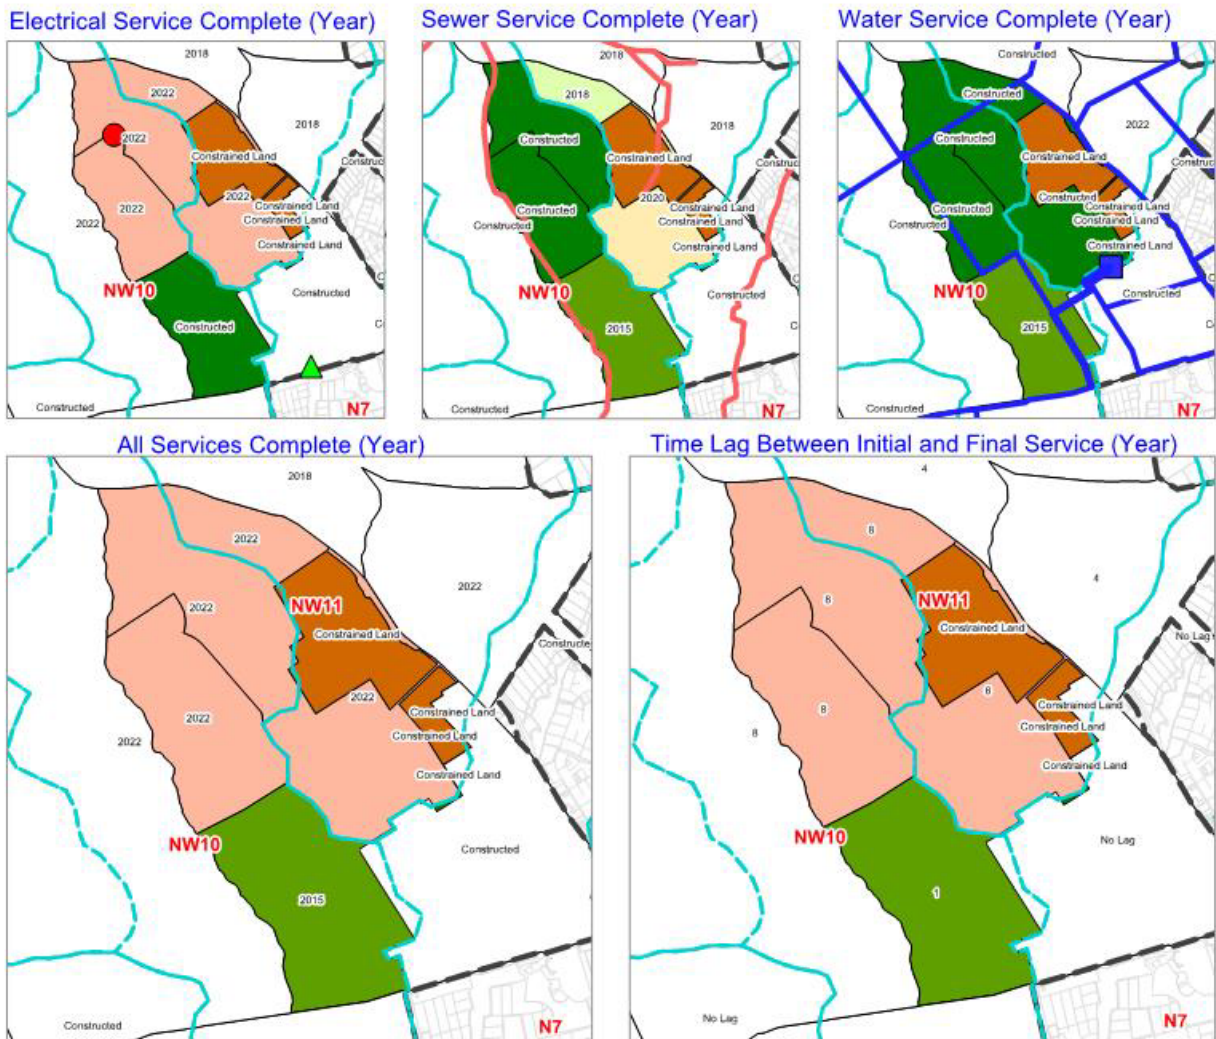 Electrical Service Complete (Year)
Sewer Service Complete (Year)
Water Service Complete (Year)
2018
2022
2022
2018
Constrained Land
Construc
2022
2022
2022
Constrained Land
Constrained Land
Constrained Land
NW10
Constructed
Constructed
C
Constructed
N7
2018
2018
Constructed
2018
Constrained Land
Construc
2020
Constrained Land
Constrained Land
Constrained Land
Constructed
Constructed
NW10
Constructed
2015
C
Constructed
N7
Constructed
Constructed
2022
Constructed
Constrained Land
Construc
Constructed
Constrained Land
Constrained Land
Constrained Land
Constructed
Constructed
NW10
Constructed
2015
C
Constructed
N7
All Services Complete (Year)
Time Lag Between Initial and Final Service (Year)
2018
2022
2022
2022
NW11
Constrained Land
Constructe
2022
2022
2022
Constrained Land
Constrained Land
Constrained Land
NW10
Constructed
2015
Constructed
N7
4
8
4
8
NW11
Constrained Land
No Lag
8
8
8
Constrained Land
Constrained Land
Constrained Land
NW10
No Lag
1
No Lag
N7